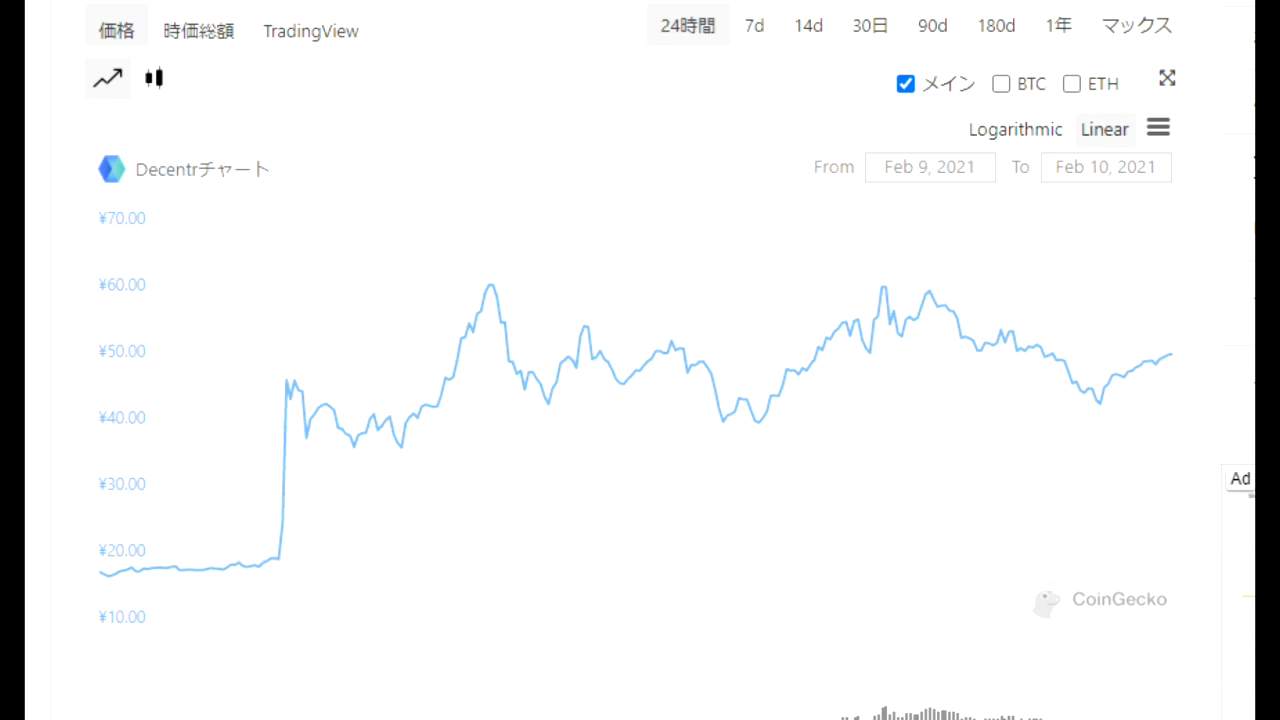 価格 時価総額 TradingView 24時間 7d 14d 30日 90d 180d 1年 マックス
メイン BTC ETH
Logarithmic Linear
Decentrチャート From Feb 9, 2021 To Feb 10, 2021
¥70.00
¥60.00
¥50.00
¥40.00
¥30.00
Ad
¥20.00
CoinGecko
¥10.00